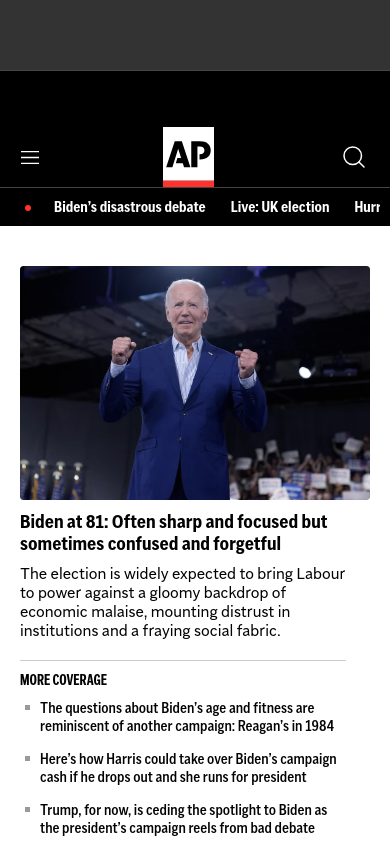 AP
Biden's disastrous debate Live: UK election Hurr
Biden at 81: Often sharp and focused but
sometimes confused and forgetful
The election is widely expected to bring Labour
to power against a gloomy backdrop of
economic malaise, mounting distrust in
institutions and a fraying social fabric.
MORE COVERAGE
The questions about Biden's age and fitness are
reminiscent of another campaign: Reagan's in 1984
Here's how Harris could take over Biden's campaign
cash if he drops out and she runs for president
Trump, for now, is ceding the spotlight to Biden as
the president's campaign reels from bad debate